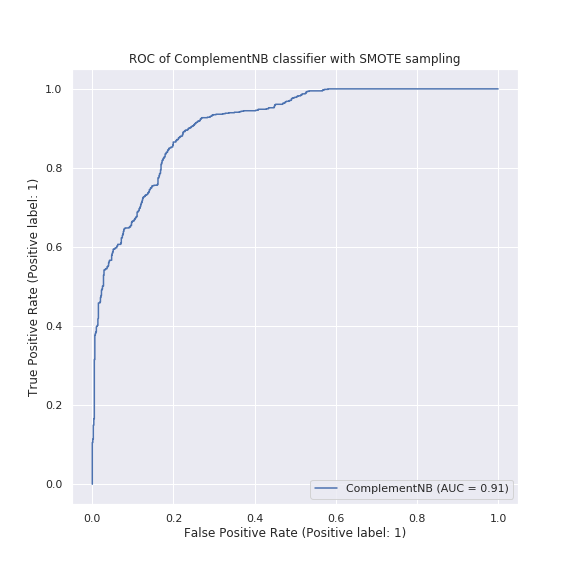 ROC of ComplementNB classifier with SMOTE sampling
True Positive Rate (Positive label: 1)
1.0
0.8
0.6
0.4
0.2
0.0
ComplementNB (AUC = 0.91)
0.0 0.2 0.4 0.6 0.8 1.0
False Positive Rate (Positive label: 1)